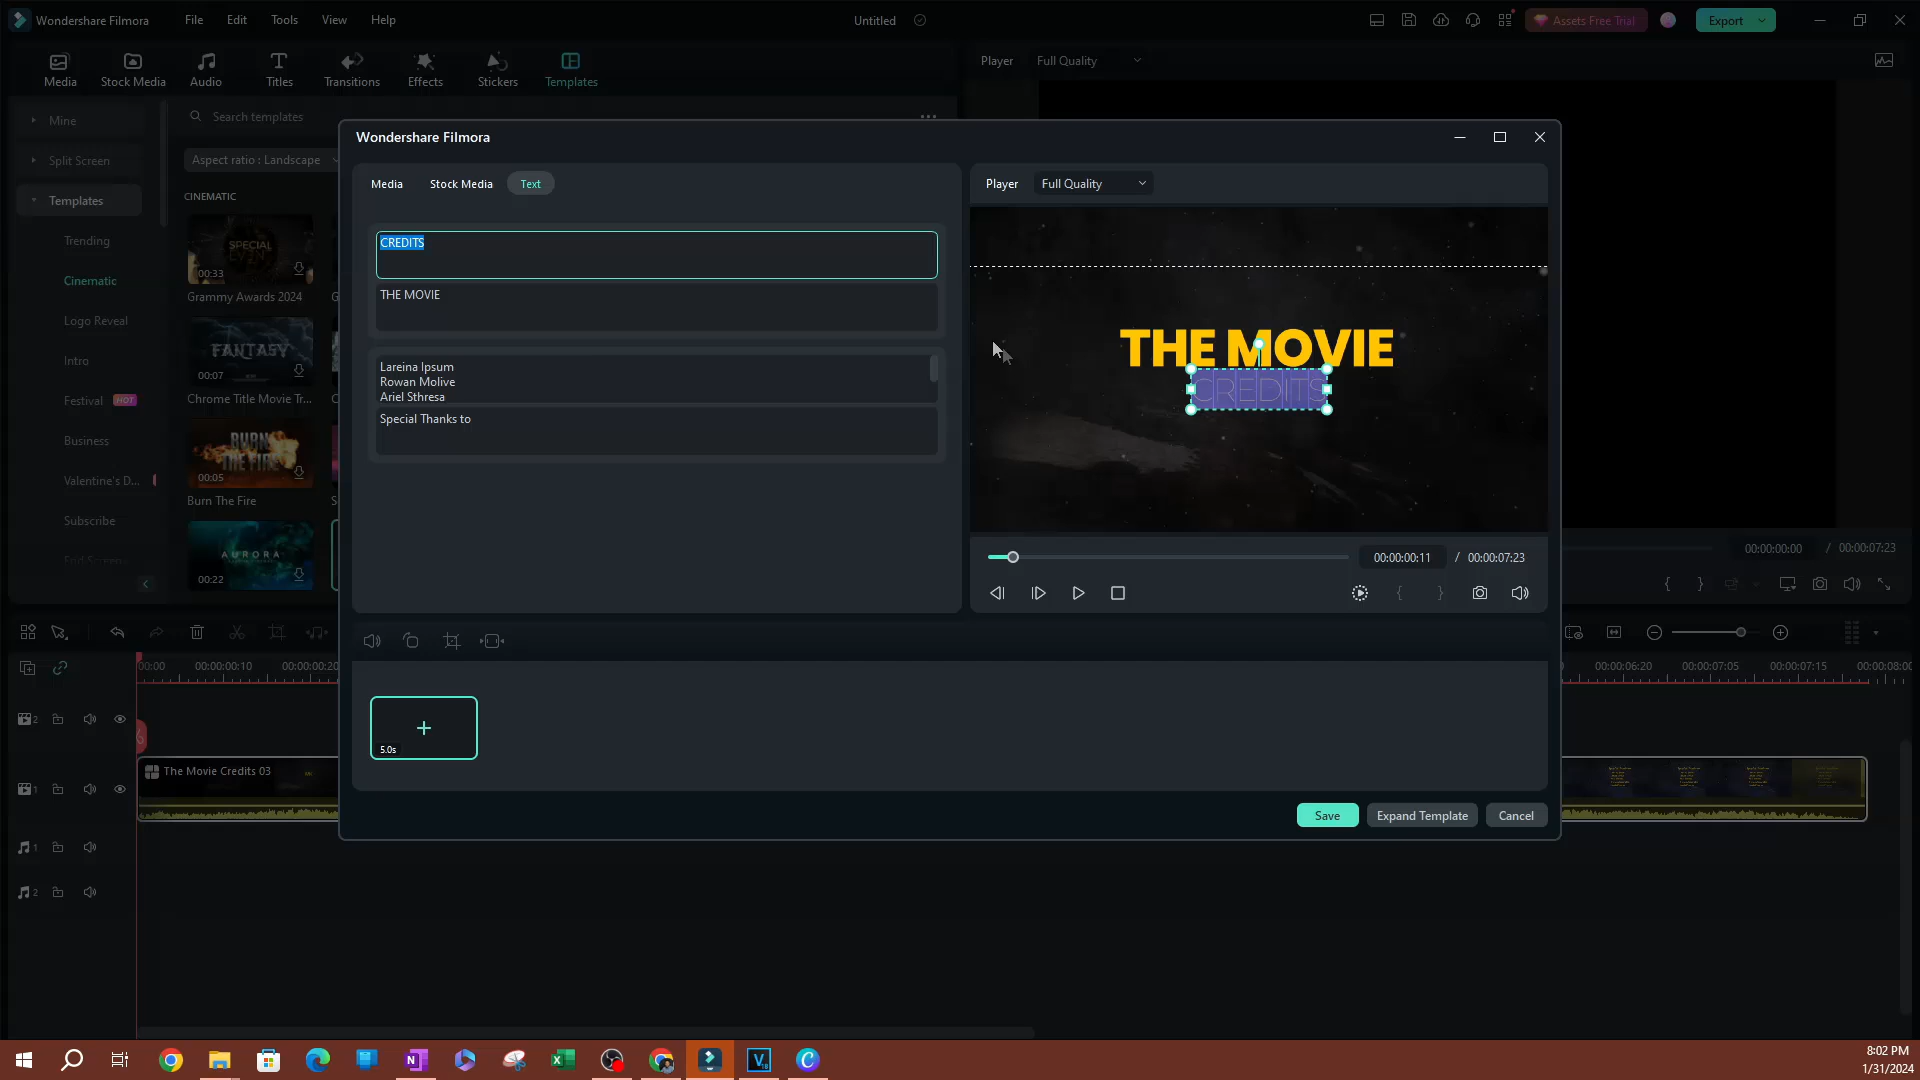 Wondershare Filmora
File Edit Tools View Help
Untitled
Assets Free Trial
Export
Media
Stock Media
Audio
Titles
Transitions
Effects
Stickers
Templates
Player Full Quality
Mine
Split Screen
Templates
Trending
Cinematic
Logo Reveal
Intro
Festival HOT
Business
Valentine's D...
Subscribe
Search templates
Aspect ratio : Landscape
CINEMATIC
SPECIAL
00:33
Grammy Awards 2024
FANTASY
00:07
Chrome Title Movie Tr...
BURN
THE FIRE
00:05
Burn The Fire
AURORA
00:22
Wondershare Filmora
Media Stock Media Text
CREDITS
THE MOVIE
Lareina Ipsum
Rowan Molive
Ariel Sthresa
Special Thanks to
Player Full Quality
THE MOVIE
CREDITS
00:00:00:11 / 00:00:07:23
5.0s
Save
Expand Template
Cancel
00:00:00:00 / 00:00:07:23
00:00 00:00:00:10 00:00:00:20
00:00:06:20 00:00:07:05 00:00:07:15 00:00:08:00
2
The Movie Credits 03
1
1
2
8:02 PM
1/31/2024